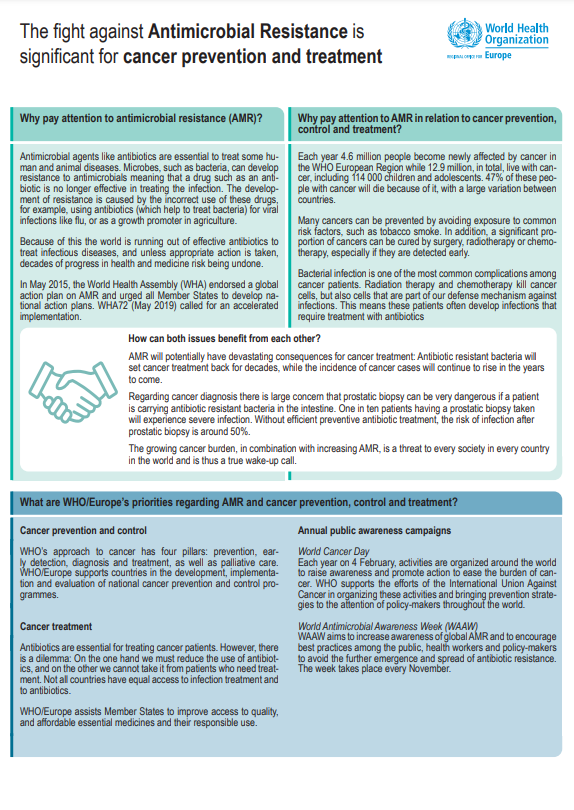 The fight against Antimicrobial Resistance is
significant for cancer prevention and treatment
World Health
Organization
REGIONAL OFFICE FOR Europe
Why pay attention to antimicrobial resistance (AMR)?
Antimicrobial agents like antibiotics are essential to treat some hu-
man and animal diseases. Microbes, such as bacteria, can develop
resistance to antimicrobials meaning that a drug such as an anti-
biotic is no longer effective in treating the infection. The develop-
ment of resistance is caused by the incorrect use of these drugs,
for example, using antibiotics (which help to treat bacteria) for viral
infections like flu, or as a growth promoter in agriculture.
Because of this the world is running out of effective antibiotics to
treat infectious diseases, and unless appropriate action is taken,
decades of progress in health and medicine risk being undone.
In May 2015, the World Health Assembly (WHA) endorsed a global
action plan on AMR and urged all Member States to develop na-
tional action plans. WHA72 (May 2019) called for an accelerated
implementation.
Why pay attention to AMR in relation to cancer prevention,
control and treatment?
Each year 4.6 million people become newly affected by cancer in
the WHO European Region while 12.9 million, in total, live with can-
cer, including 114 000 children and adolescents. 47% of these peo-
ple with cancer will die because of it, with a large variation between
countries.
Many cancers can be prevented by avoiding exposure to common
risk factors, such as tobacco smoke. In addition, a significant pro-
portion of cancers can be cured by surgery, radiotherapy or chemo-
therapy, especially if they are detected early.
Bacterial infection is one of the most common complications among
cancer patients. Radiation therapy and chemotherapy kill cancer
cells, but also cells that are part of our defense mechanism against
infections. This means these patients often develop infections that
require treatment with antibiotics
How can both issues benefit from each other?
AMR will potentially have devastating consequences for cancer treatment: Antibiotic resistant bacteria will
set cancer treatment back for decades, while the incidence of cancer cases will continue to rise in the years
to come.
Regarding cancer diagnosis there is large concern that prostatic biopsy can be very dangerous if a patient
is carrying antibiotic resistant bacteria in the intestine. One in ten patients having a prostatic biopsy taken
will experience severe infection. Without efficient preventive antibiotic treatment, the risk of infection after
prostatic biopsy is around 50%.
The growing cancer burden, in combination with increasing AMR, is a threat to every society in every country
in the world and is thus a true wake-up call.
What are WHO/Europe's priorities regarding AMR and cancer prevention, control and treatment?
Cancer prevention and control
WHO's approach to cancer has four pillars: prevention, ear-
ly detection, diagnosis and treatment, as well as palliative care.
WHO/Europe supports countries in the development, implementa-
tion and evaluation of national cancer prevention and control pro-
grammes.
Cancer treatment
Antibiotics are essential for treating cancer patients. However, there
is a dilemma: On the one hand we must reduce the use of antibiot-
ics, and on the other we cannot take it from patients who need treat-
ment. Not all countries have equal access to infection treatment and
to antibiotics.
WHO/Europe assists Member States to improve access to quality,
and affordable essential medicines and their responsible use.
Annual public awareness campaigns
World Cancer Day
Each year on 4 February, activities are organized around the world
to raise awareness and promote action to ease the burden of can-
cer. WHO supports the efforts of the International Union Against
Cancer in organizing these activities and bringing prevention strate-
gies to the attention of policy-makers throughout the world.
World Antimicrobial Awareness Week (WAAW)
WAAW aims to increase awareness of global AMR and to encourage
best practices among the public, health workers and policy-makers
to avoid the further emergence and spread of antibiotic resistance.
The week takes place every November.